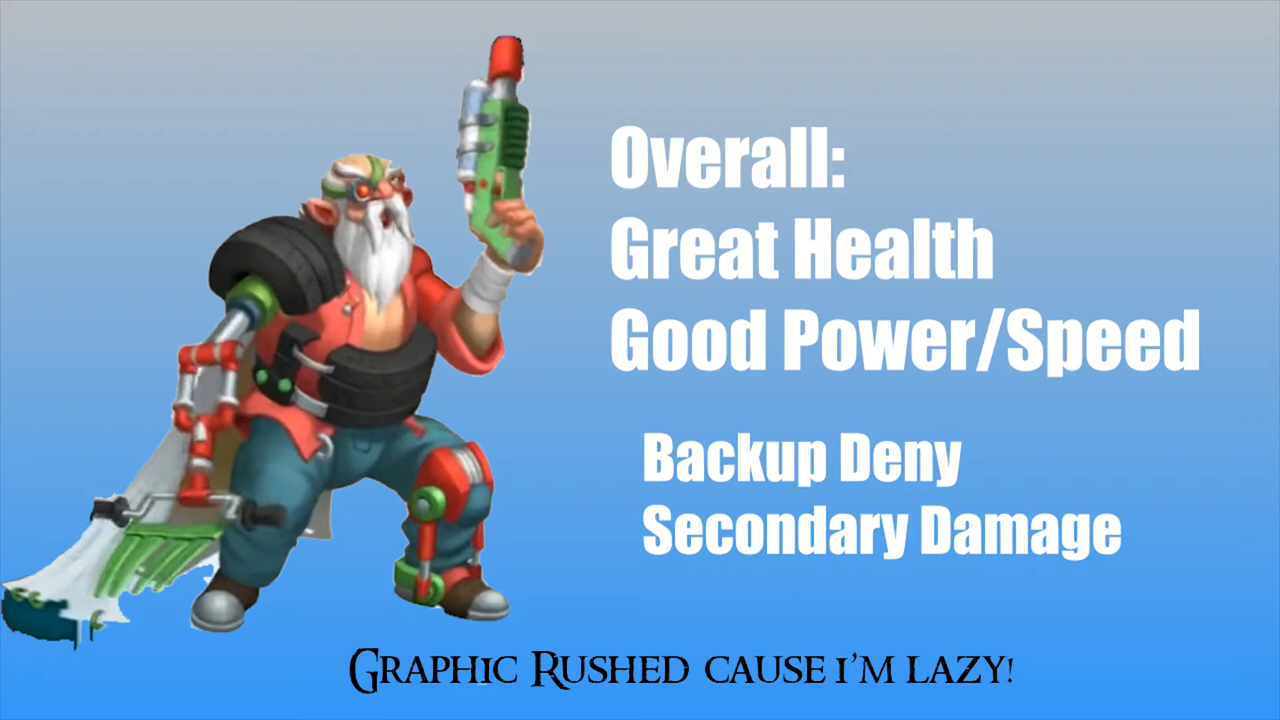 Overall:
Great Health
Good Power/Speed
Backup Deny
Secondary Damage
Graphic Rushed cause i'm lazy!